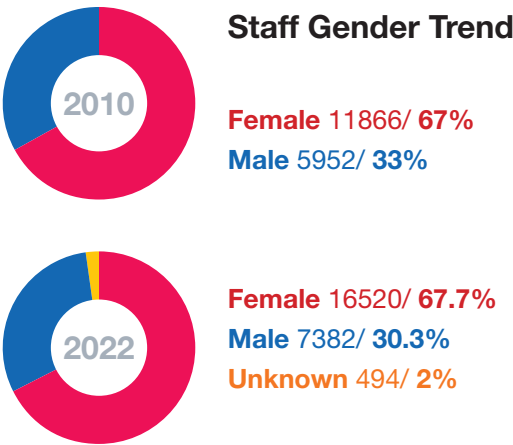 Staff Gender Trend
2010
Female 11866/ 67%
Male 5952/ 33%
2022
Female 16520/ 67.7%
Male 7382/ 30.3%
Unknown 494/ 2%